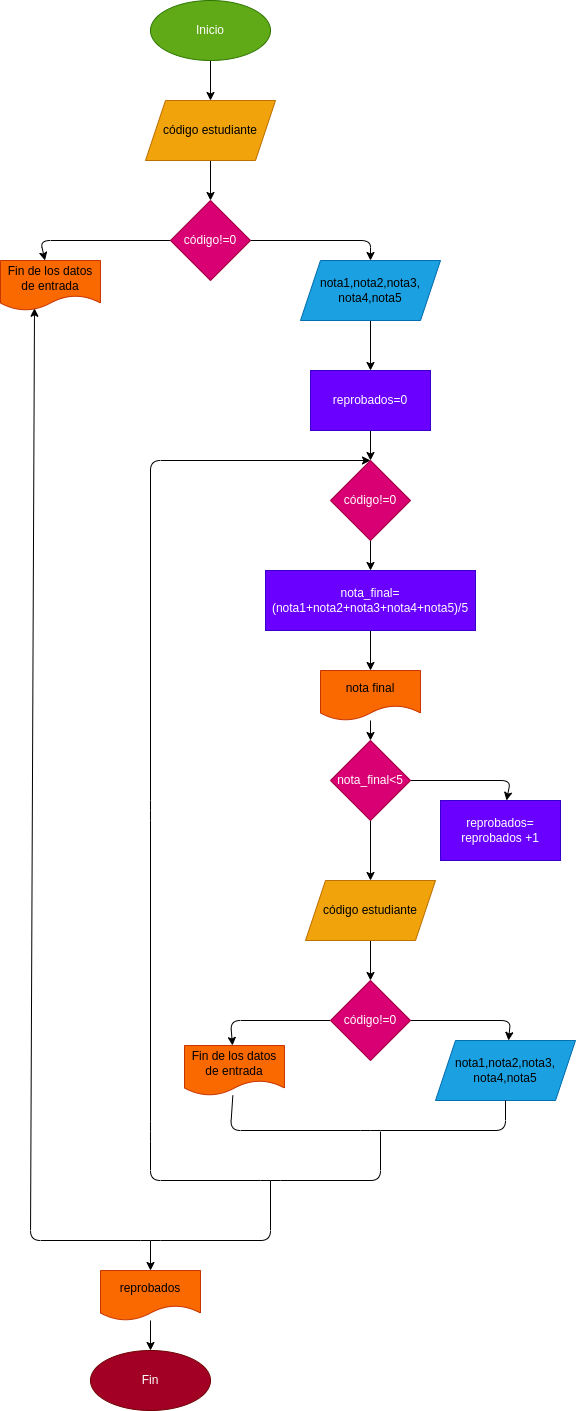 Inicio
código estudiante
código!=0
Fin de los datos
de entrada
nota1,nota2,nota3,
nota4,nota5
reprobados=0
código!=0
nota_final=
(nota1+nota2+nota3+nota4+nota5)/5
nota final
nota_final<5
reprobados=
reprobados +1
código estudiante
código!=0
Fin de los datos
de entrada
nota1,nota2,nota3,
nota4,nota5
reprobados
Fin